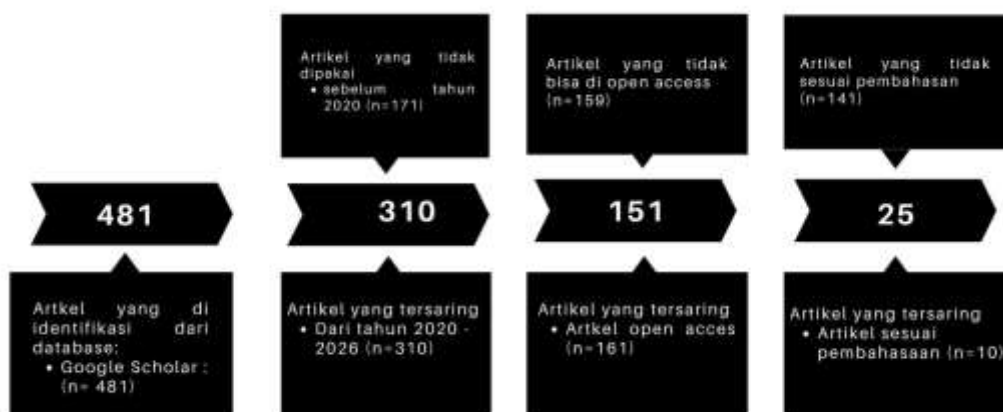 Artikel yang tidak
dipakai
• sebelum tahun
2020 (n=171)
Artikel yang tidak
bisa di open access
(n=159)
Artikel yang tidak
sesuai pembahasan
(n=141)
481
310
151
25
Artkel yang di
identifikasi dari
database:
• Google Scholar :
(n= 481)
Artikel yang tersaring
• Dari tahun 2020 -
2026 (n=310)
Artikel yang tersaring
• Artkel open acces
(n=161)
Artikel yang tersaring
• Artikel sesuai
pembahasaan (n=10)